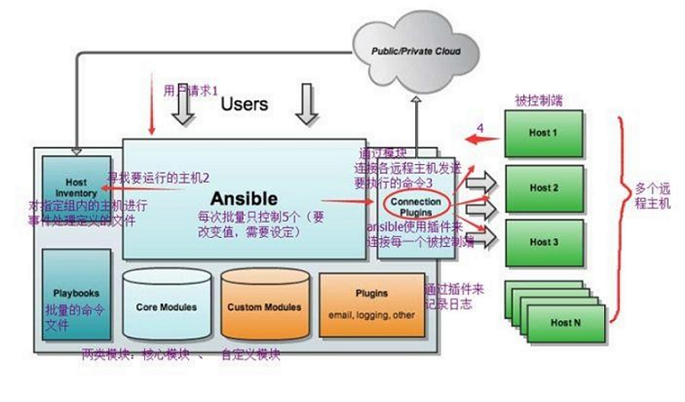 Public/Private Cloud
用户请求1
Users
被控制端
Host 1
4
通过模块
连接各远程主机发送
要执行的命令3
Host
Inventory
寻找要运行的主机2
Ansible
Connection
Plugins
Host 2
多个远
程主机
对指定组内的主机进行
事件处理定义的文件
每次批量只控制5个（要
改变值，需要设定）
ansible使用插件来
连接每一个被控制端
Host 3
Playbooks
批量的命令
文件
Core Modules
Custom Modules
Plugins
email, logging, other
通过插件来
记录日志
Host N
两类模块：核心模块 、 自定义模块